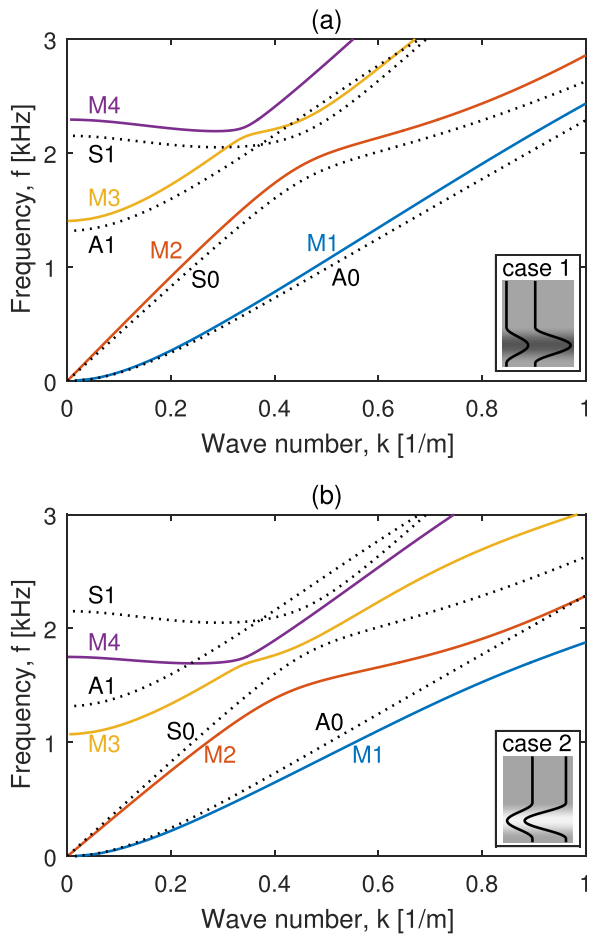 (a)
3
M4
S1
2
M3
A1
M2
M1
S0
A0
1
case 1
0
Frequency, f [kHz]
0 0.2 0.4 0.6 0.8 1
Wave number, k [1/m]
(b)
3
S1
2
M4
A1
M3
S0
M2
A0
M1
1
case 2
0
Frequency, f [kHz]
0 0.2 0.4 0.6 0.8 1
Wave number, k [1/m]